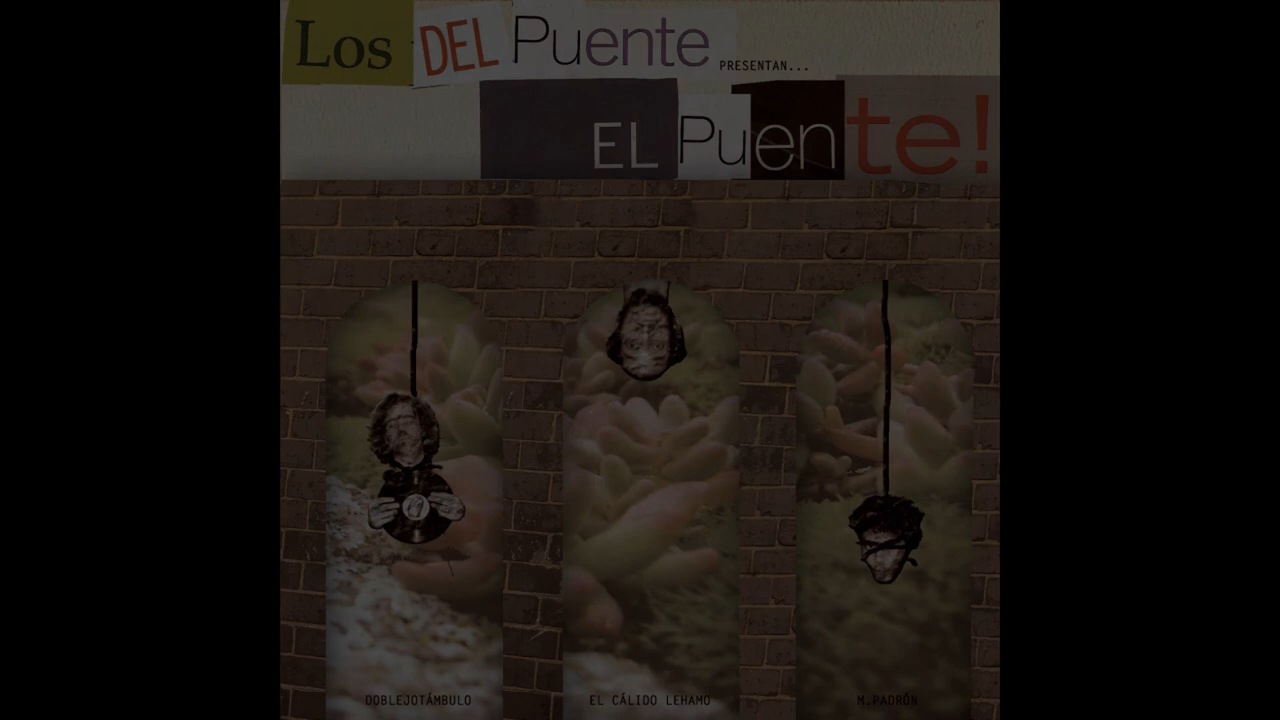 Los DEL Puente PRESENTAN...
EL Puente!
DOBLEJOTÁMBULO
EL CÁLIDO LEHAMO
M.PADRÓN